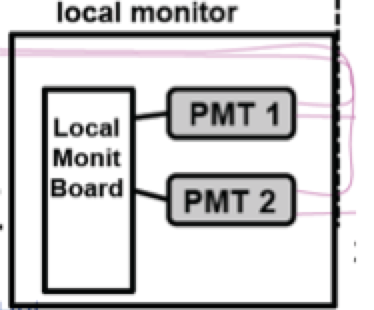 local monitor
PMT 1
Local
Monit
Board
PMT 2